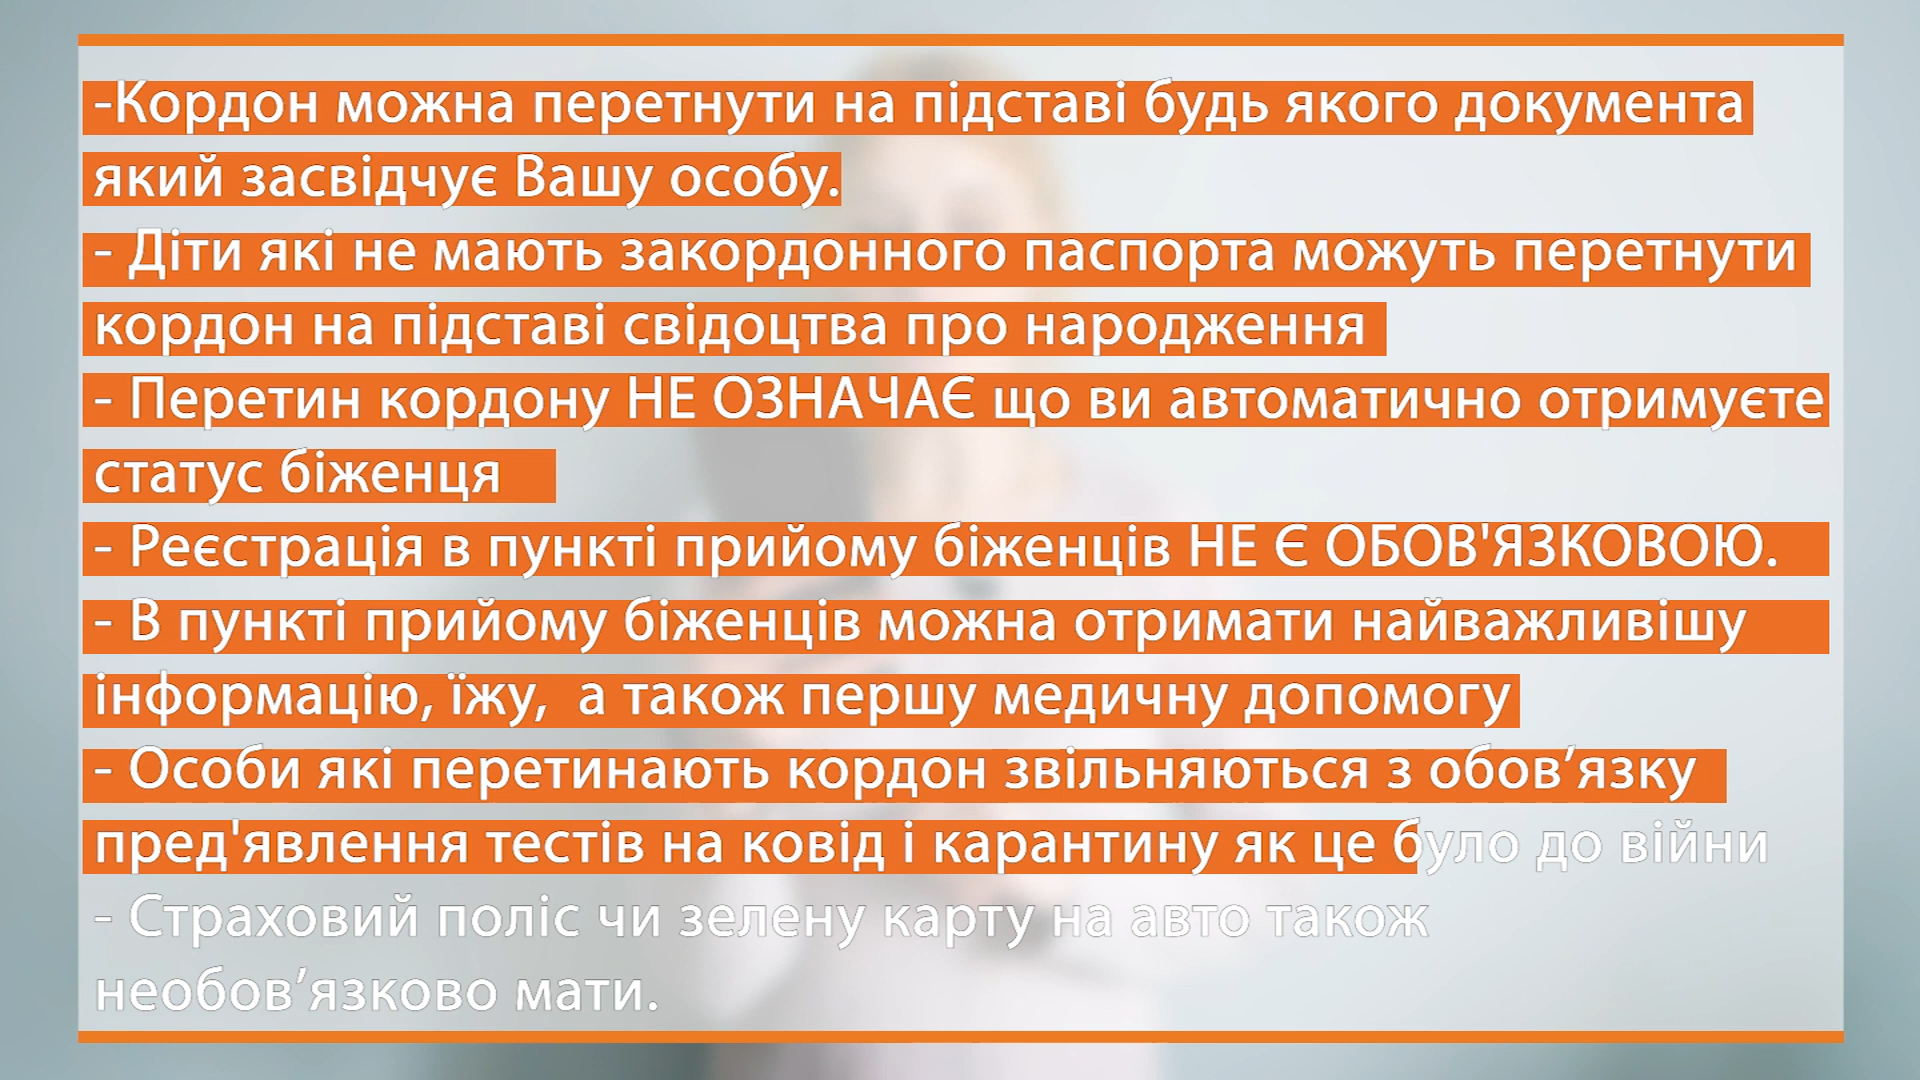 -Кордон можна перетнути на підставі будь якого документа
який засвідчує Вашу особу.
- Діти які не мають закордонного паспорта можуть перетнути
кордон на підставі свідоцтва про народження
- Перетин кордону НЕ ОЗНАЧАЄ що ви автоматично отримуєте
статус біженця
- Реєстрація в пункті прийому біженців НЕ Є ОБОВ'ЯЗКОВОЮ.
- В пункті прийому біженців можна отримати найважливішу
інформацію, їжу,  а також першу медичну допомогу
- Особи які перетинають кордон звільняються з обов’язку
пред'явлення тестів на ковід і карантину як це було до війни
- Страховий поліс чи зелену карту на авто також
необов’язково мати.